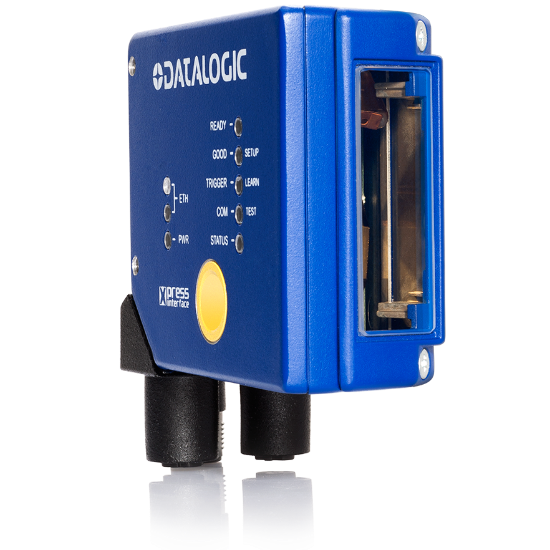 DATALOGIC
READY
GOOD SETUP
TRIGGER LEARN
ETH COM TEST
PWR STATUS
Xpress
interface